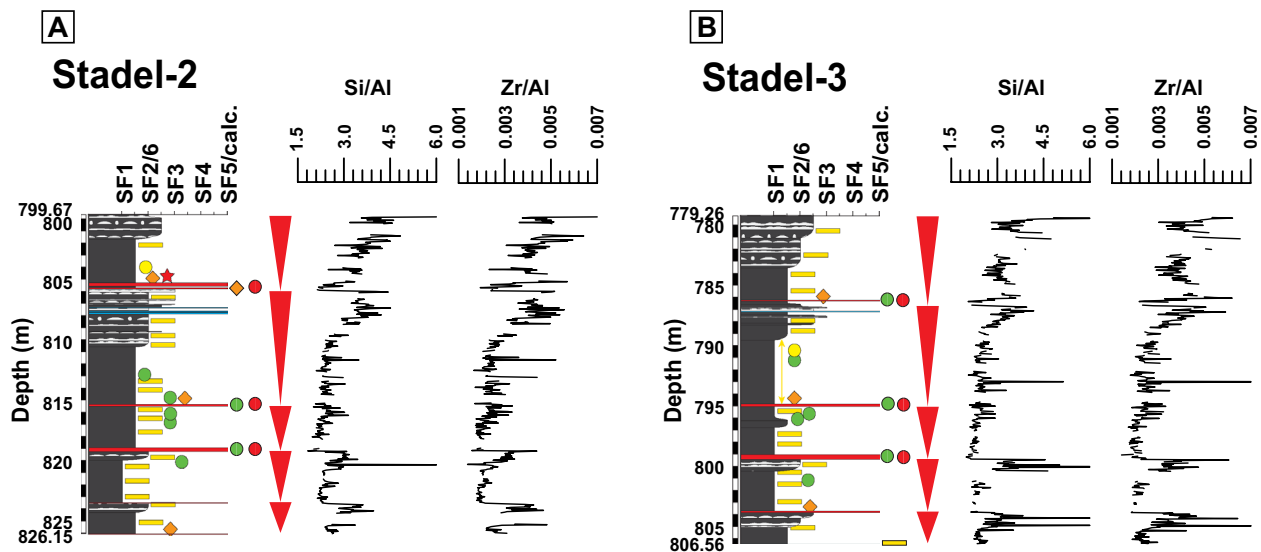 A
Stadel-2
Si/Al
Zr/Al
1.5 3.0 4.5 6.0
0.001 0.003 0.005 0.007
SF1 SF2/6 SF3 SF4 SF5/calc.
Depth (m)
799.67
800
805
810
815
820
825
826.15
B
Stadel-3
Si/Al
Zr/Al
1.5 3.0 4.5 6.0
0.001 0.003 0.005 0.007
SF1 SF2/6 SF3 SF4 SF5/calc.
Depth (m)
779.26
780
785
790
795
800
805
806.56